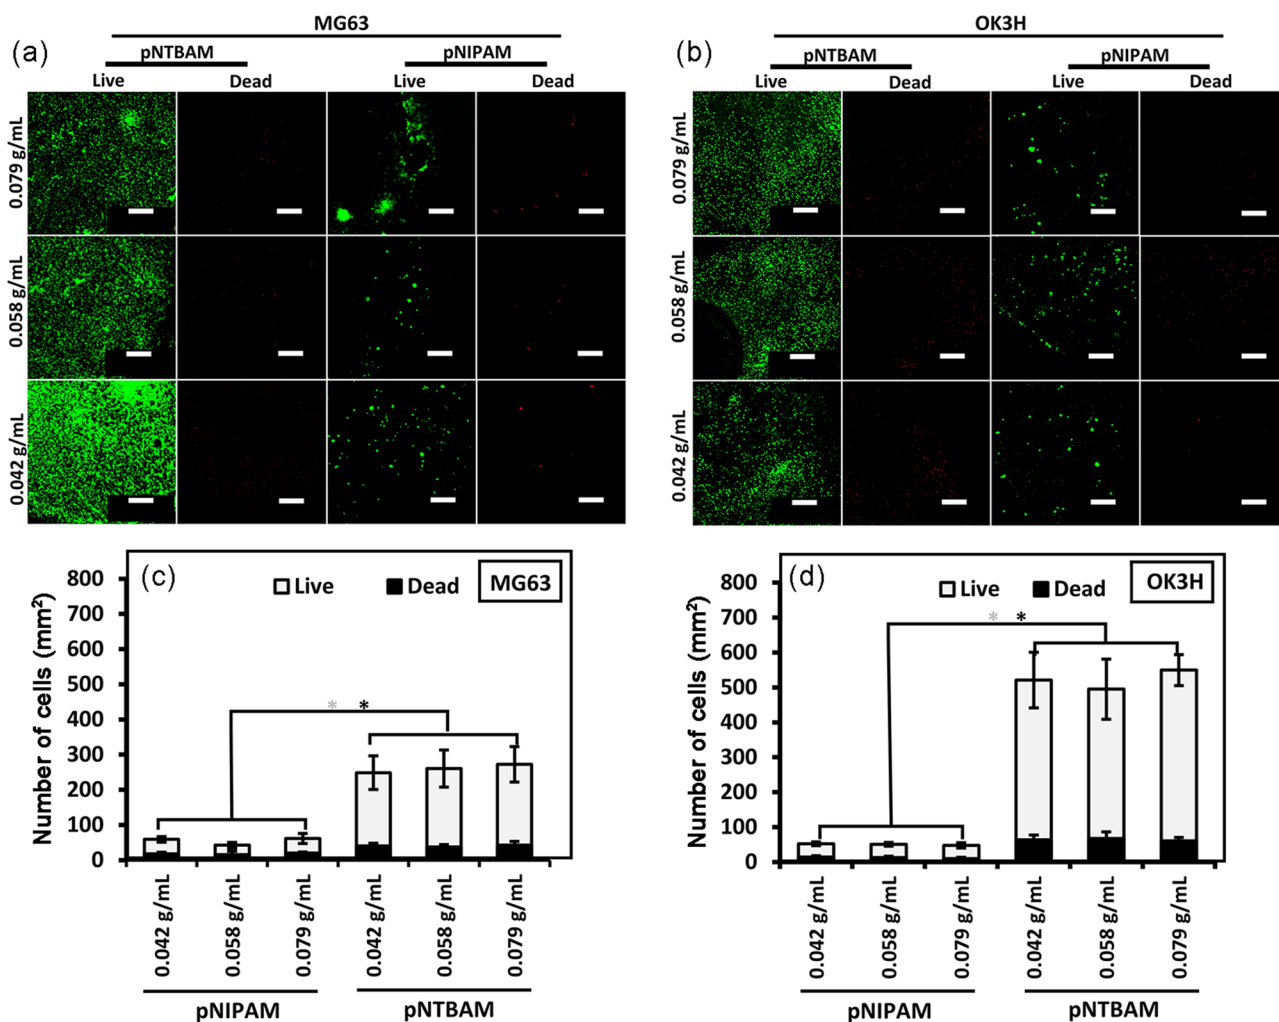 MG63
(a)
pNTBAM pNIPAM
Live Dead Live Dead
0.079 g/mL
0.058 g/mL
0.042 g/mL
OK3H
(b)
pNTBAM pNIPAM
Live Dead Live Dead
0.079 g/mL
0.058 g/mL
0.042 g/mL
(c)
Live Dead MG63
Number of cells (mm²)
800
700
600
500
400
300
200
100
0
* *
0.042 g/mL
0.058 g/mL
0.079 g/mL
0.042 g/mL
0.058 g/mL
0.079 g/mL
pNIPAM pNTBAM
(d)
Live Dead OK3H
Number of cells (mm²)
800
700
600
500
400
300
200
100
0
* *
0.042 g/mL
0.058 g/mL
0.079 g/mL
0.042 g/mL
0.058 g/mL
0.079 g/mL
pNIPAM pNTBAM